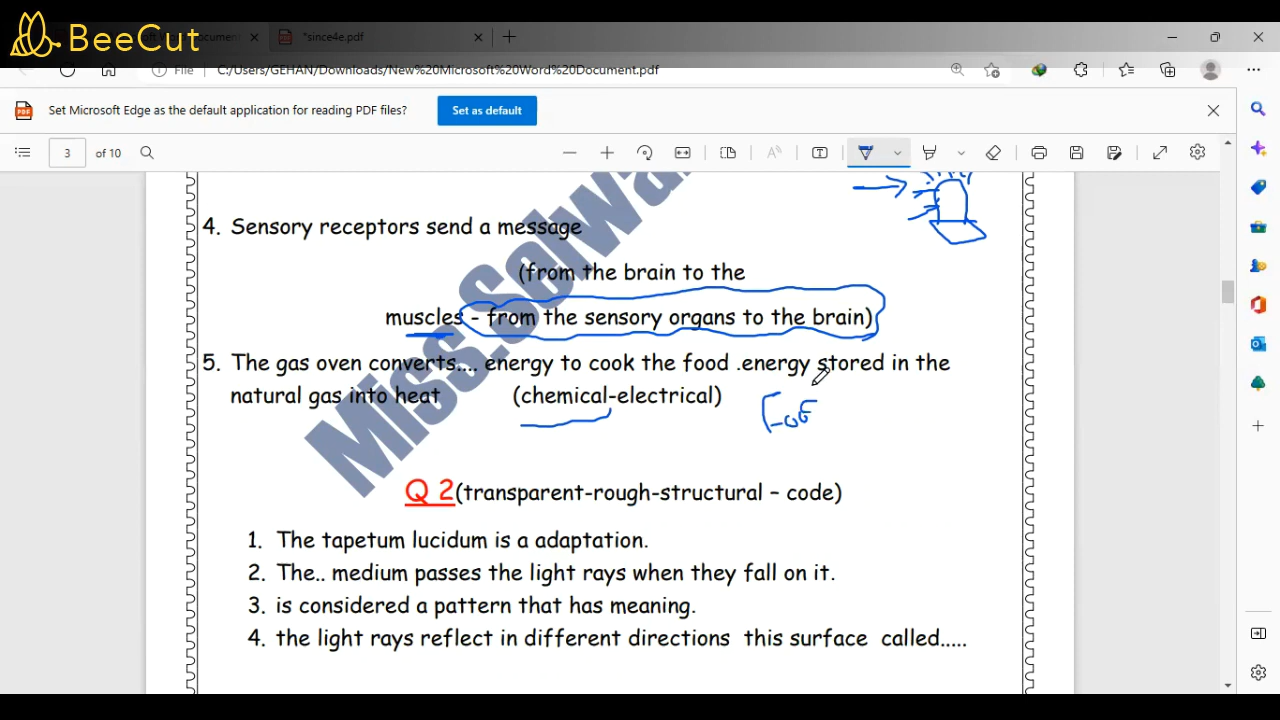 BeeCut
*since4e.pdf
File C:/Users/GEHAN/Downloads/New%20Microsoft%20Word%20Document.pdf
Set Microsoft Edge as the default application for reading PDF files? Set as default
3 of 10
4. Sensory receptors send a message
(from the brain to the
muscles - from the sensory organs to the brain)
5. The gas oven converts.... energy to cook the food .energy stored in the
natural gas into heat (chemical-electrical)
Q 2(transparent-rough-structural – code)
1. The tapetum lucidum is a adaptation.
2. The.. medium passes the light rays when they fall on it.
3. is considered a pattern that has meaning.
4. the light rays reflect in different directions this surface called.....